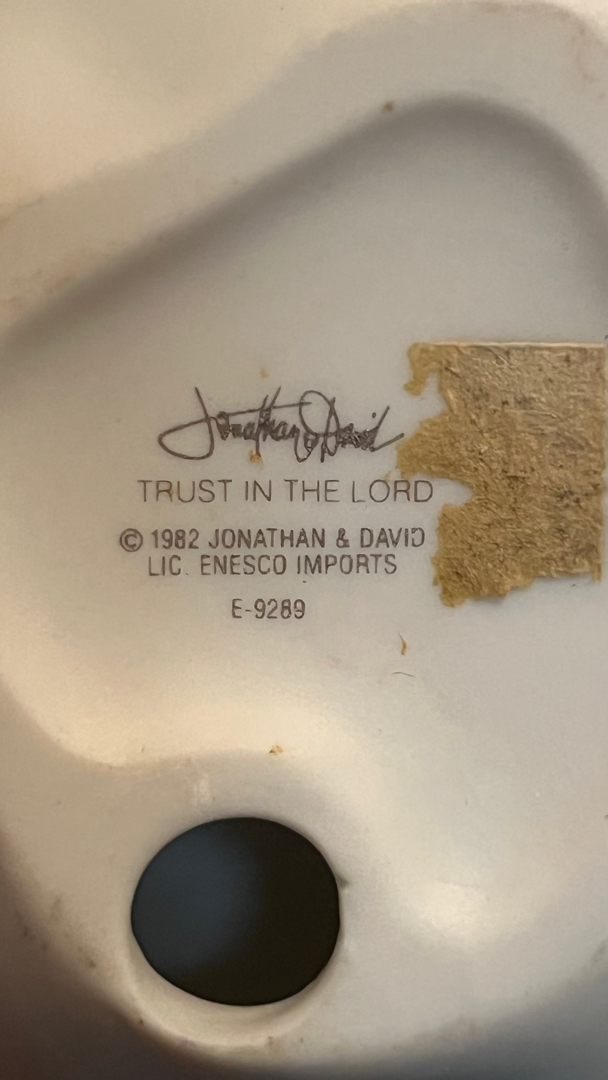 Jonathan & David
TRUST IN THE LORD
© 1982 JONATHAN & DAVID
LIC. ENESCO IMPORTS
E-9289